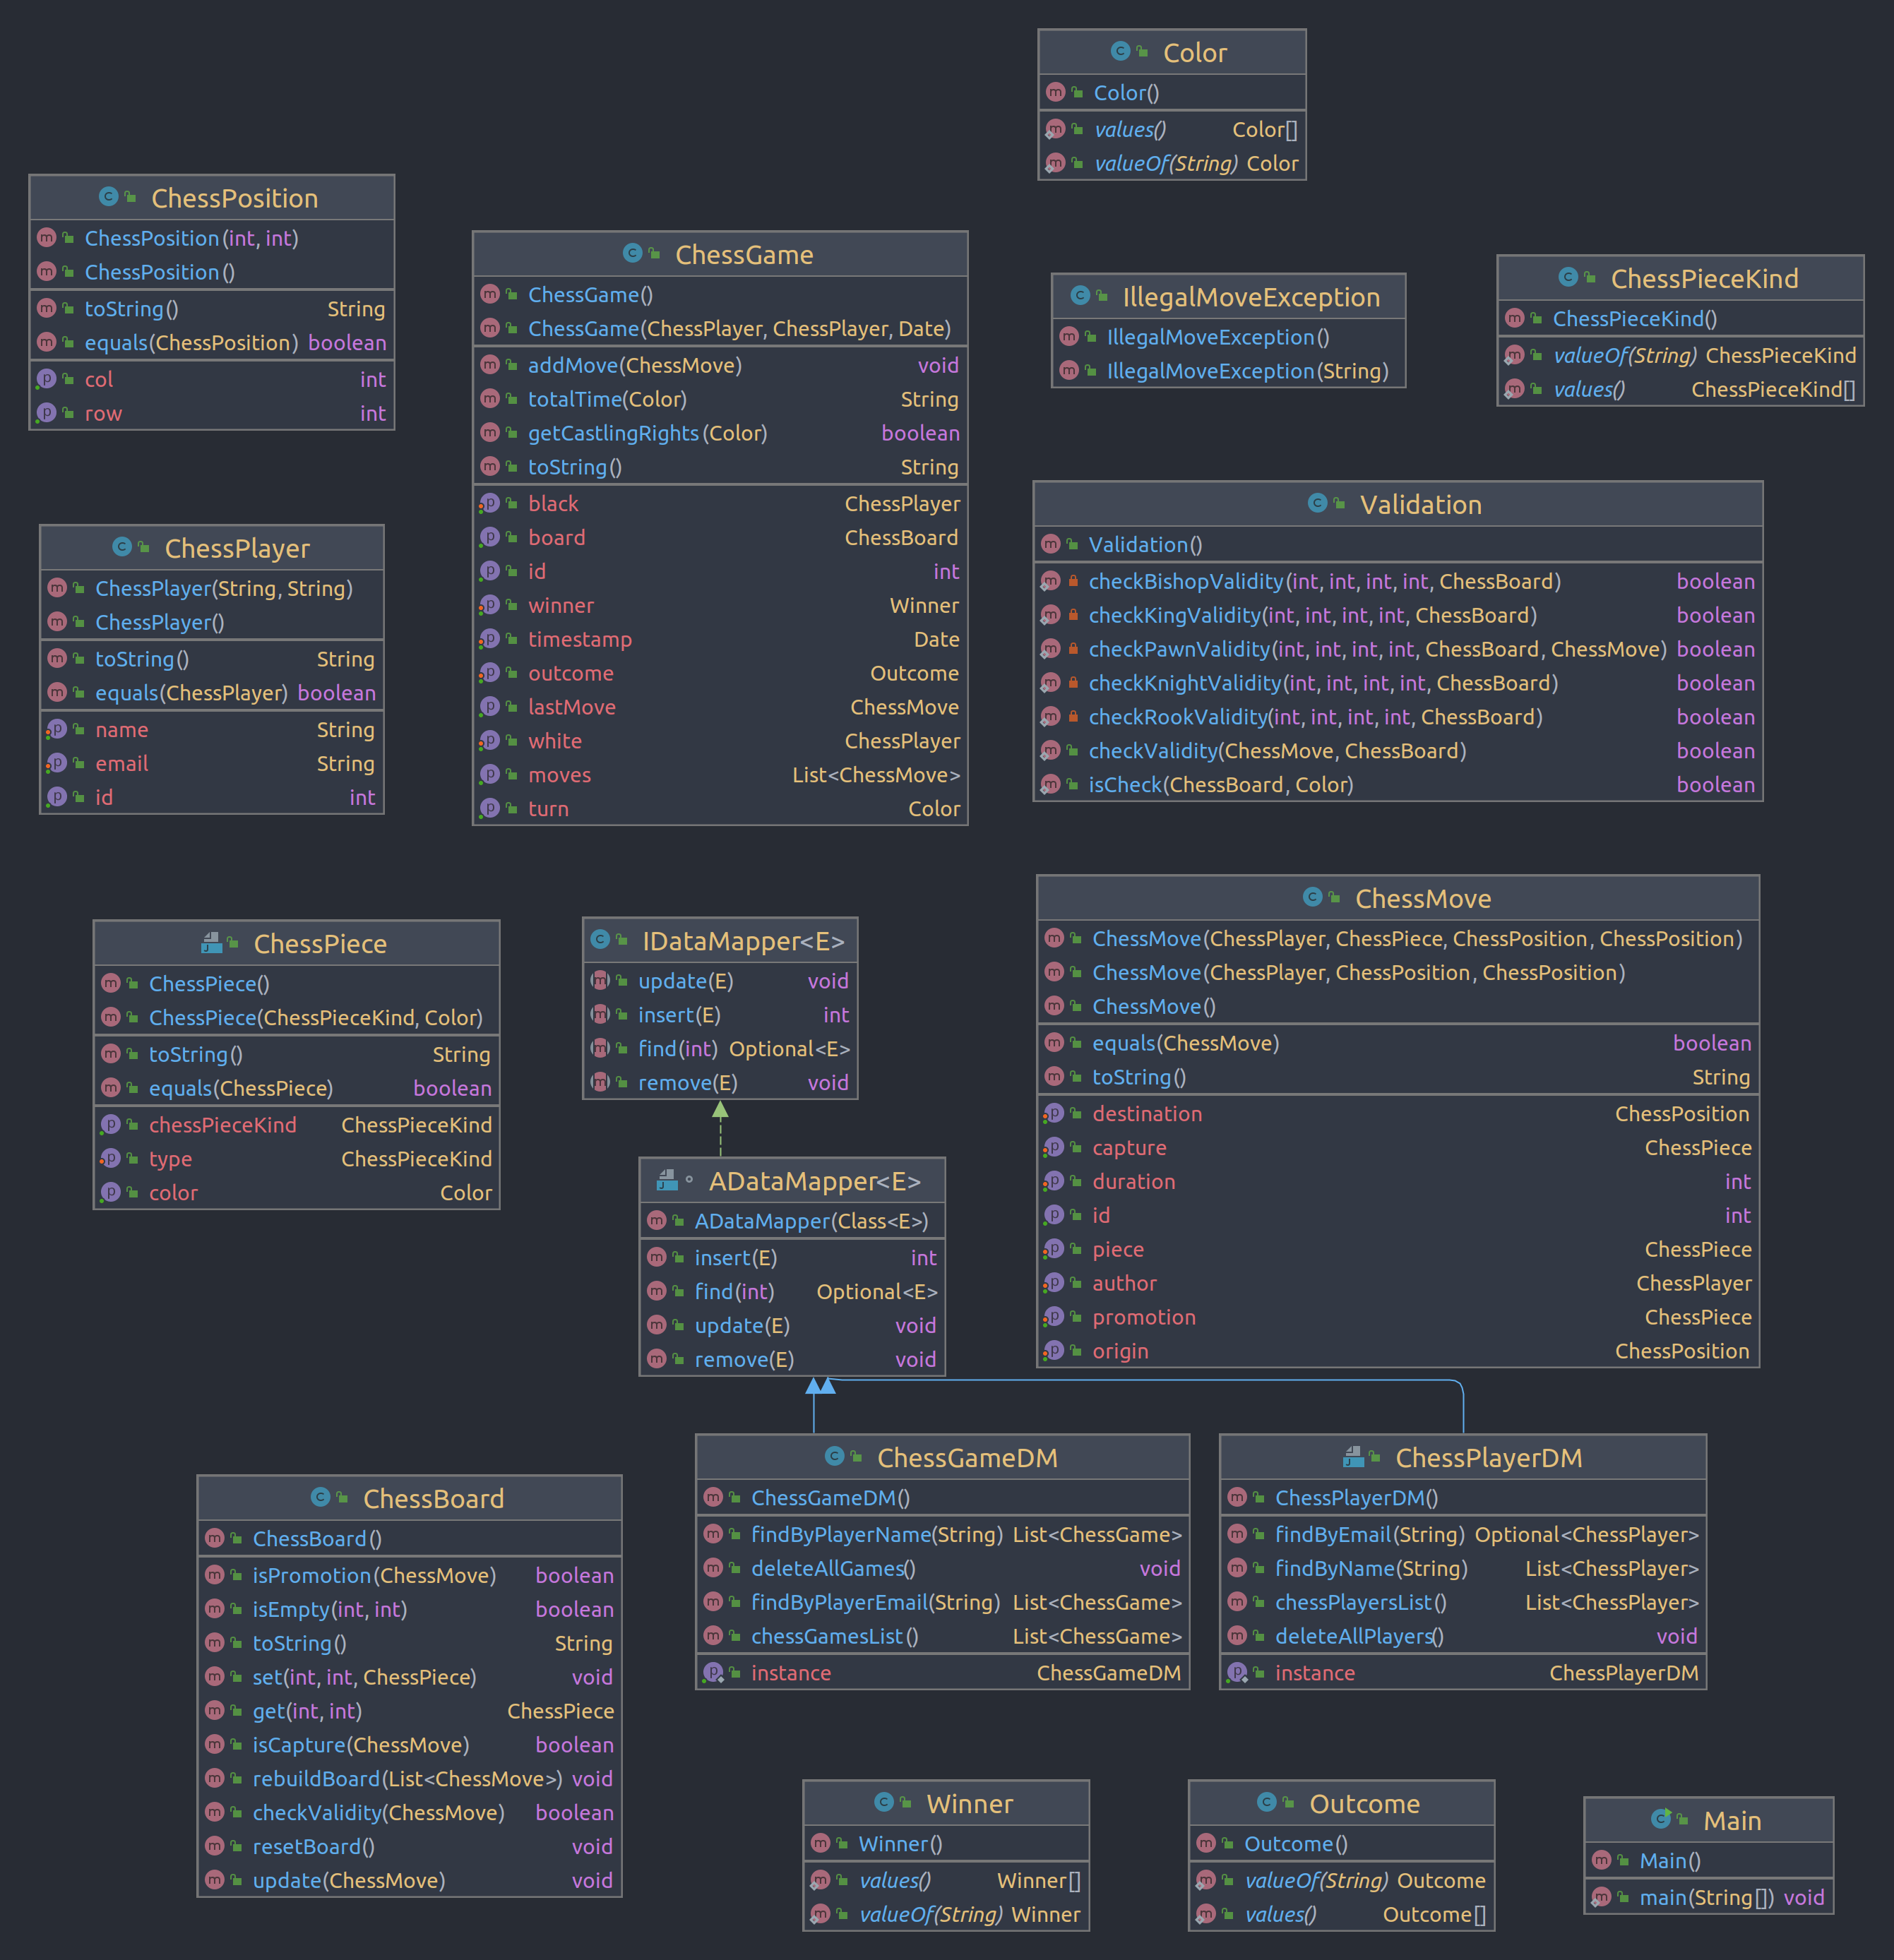 Color
Color()
values() Color[]
valueOf(String) Color
ChessPosition
ChessPosition(int, int)
ChessPosition()
toString() String
equals(ChessPosition) boolean
col int
row int
ChessGame
ChessGame()
ChessGame(ChessPlayer, ChessPlayer, Date)
addMove(ChessMove) void
totalTime(Color) String
getCastlingRights(Color) boolean
toString() String
black ChessPlayer
board ChessBoard
id int
winner Winner
timestamp Date
outcome Outcome
lastMove ChessMove
white ChessPlayer
moves List<ChessMove>
turn Color
IllegalMoveException
IllegalMoveException()
IllegalMoveException(String)
ChessPieceKind
ChessPieceKind()
valueOf(String) ChessPieceKind
values() ChessPieceKind[]
ChessPlayer
ChessPlayer(String, String)
ChessPlayer()
toString() String
equals(ChessPlayer) boolean
name String
email String
id int
Validation
Validation()
checkBishopValidity(int, int, int, int, ChessBoard) boolean
checkKingValidity(int, int, int, int, ChessBoard) boolean
checkPawnValidity(int, int, int, int, ChessBoard, ChessMove) boolean
checkKnightValidity(int, int, int, int, ChessBoard) boolean
checkRookValidity(int, int, int, int, ChessBoard) boolean
checkValidity(ChessMove, ChessBoard) boolean
isCheck(ChessBoard, Color) boolean
ChessPiece
ChessPiece()
ChessPiece(ChessPieceKind, Color)
toString() String
equals(ChessPiece) boolean
chessPieceKind ChessPieceKind
type ChessPieceKind
color Color
IDataMapper<E>
update(E) void
insert(E) int
find(int) Optional<E>
remove(E) void
ChessMove
ChessMove(ChessPlayer, ChessPiece, ChessPosition, ChessPosition)
ChessMove(ChessPlayer, ChessPosition, ChessPosition)
ChessMove()
equals(ChessMove) boolean
toString() String
destination ChessPosition
capture ChessPiece
duration int
id int
piece ChessPiece
author ChessPlayer
promotion ChessPiece
origin ChessPosition
ADataMapper<E>
ADataMapper(Class<E>)
insert(E) int
find(int) Optional<E>
update(E) void
remove(E) void
ChessGameDM
ChessGameDM()
findByPlayerName(String) List<ChessGame>
deleteAllGames() void
findByPlayerEmail(String) List<ChessGame>
chessGamesList() List<ChessGame>
instance ChessGameDM
ChessPlayerDM
ChessPlayerDM()
findByEmail(String) Optional<ChessPlayer>
findByName(String) List<ChessPlayer>
chessPlayersList() List<ChessPlayer>
deleteAllPlayers() void
instance ChessPlayerDM
ChessBoard
ChessBoard()
isPromotion(ChessMove) boolean
isEmpty(int, int) boolean
toString() String
set(int, int, ChessPiece) void
get(int, int) ChessPiece
isCapture(ChessMove) boolean
rebuildBoard(List<ChessMove>) void
checkValidity(ChessMove) boolean
resetBoard() void
update(ChessMove) void
Winner
Winner()
values() Winner[]
valueOf(String) Winner
Outcome
Outcome()
valueOf(String) Outcome
values() Outcome[]
Main
Main()
main(String[]) void